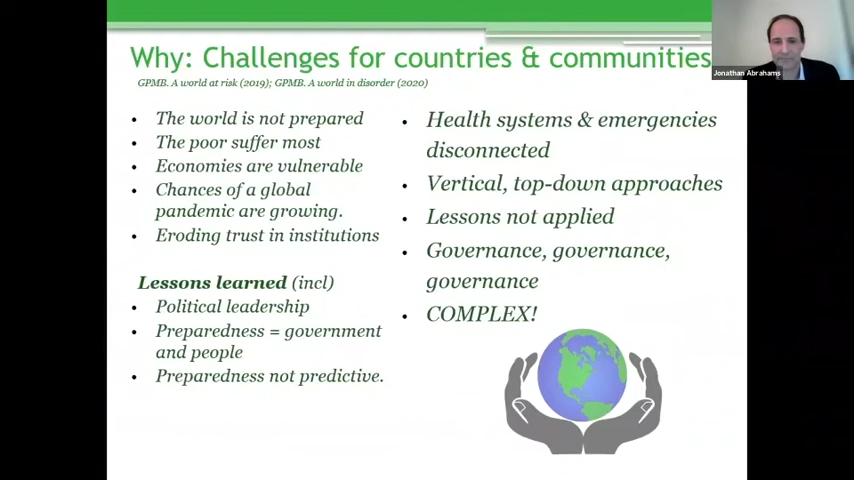 Why: Challenges for countries & communities
GPMB. A world at risk (2019); GPMB. A world in disorder (2020)
• The world is not prepared
• The poor suffer most
• Economies are vulnerable
• Chances of a global
pandemic are growing.
• Eroding trust in institutions
Lessons learned (incl)
• Political leadership
• Preparedness = government
and people
• Preparedness not predictive.
• Health systems & emergencies
disconnected
• Vertical, top-down approaches
• Lessons not applied
• Governance, governance,
governance
• COMPLEX!
Jonathan Abrahams